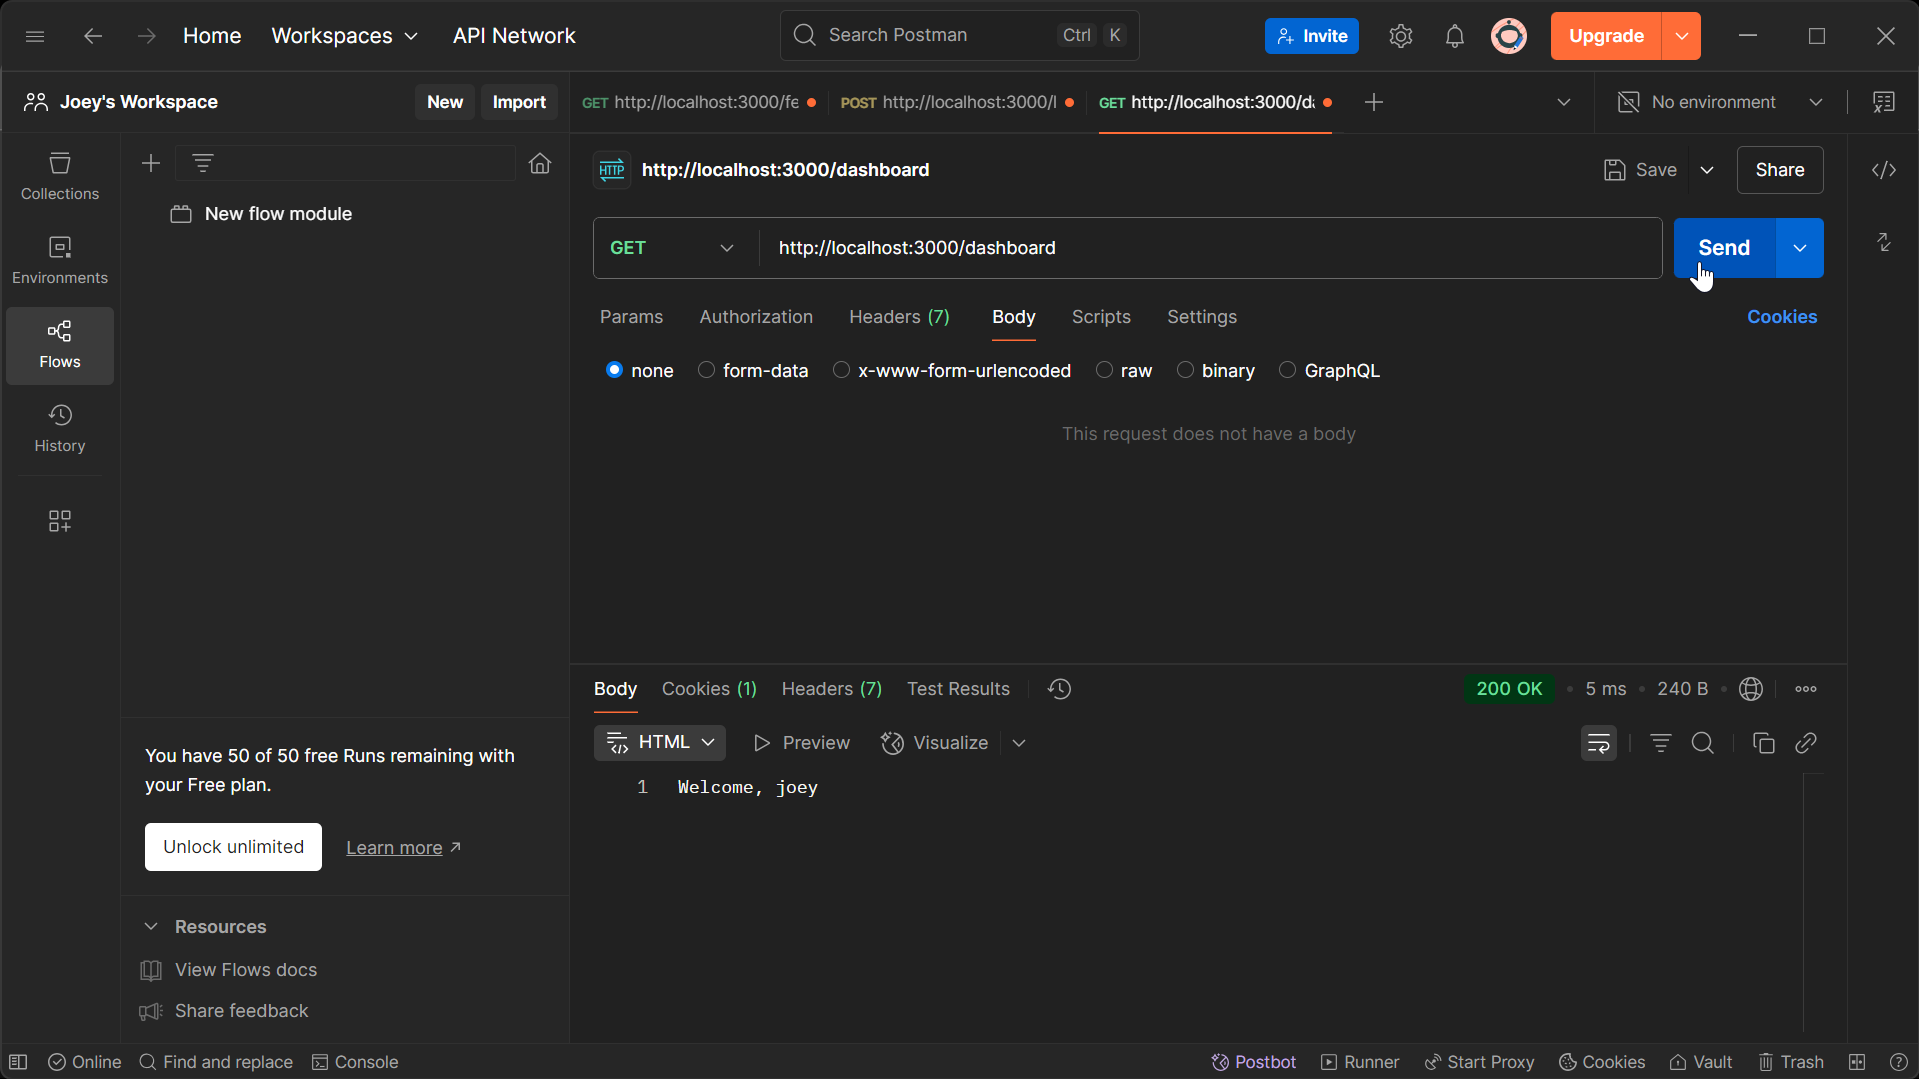 Home Workspaces API Network Search Postman Ctrl K Invite Upgrade
Joey's Workspace New Import GET http://localhost:3000/fe POST http://localhost:3000/l GET http://localhost:3000/da No environment
Collections
Environments
Flows
History
New flow module
HTTP http://localhost:3000/dashboard Save Share
GET http://localhost:3000/dashboard Send
Params Authorization Headers (7) Body Scripts Settings Cookies
none form-data x-www-form-urlencoded raw binary GraphQL
This request does not have a body
Body Cookies (1) Headers (7) Test Results 200 OK • 5 ms • 240 B
HTML Preview Visualize
1 Welcome, joey
You have 50 of 50 free Runs remaining with
your Free plan.
Unlock unlimited Learn more
Resources
View Flows docs
Share feedback
Online Find and replace Console Postbot Runner Start Proxy Cookies Vault Trash